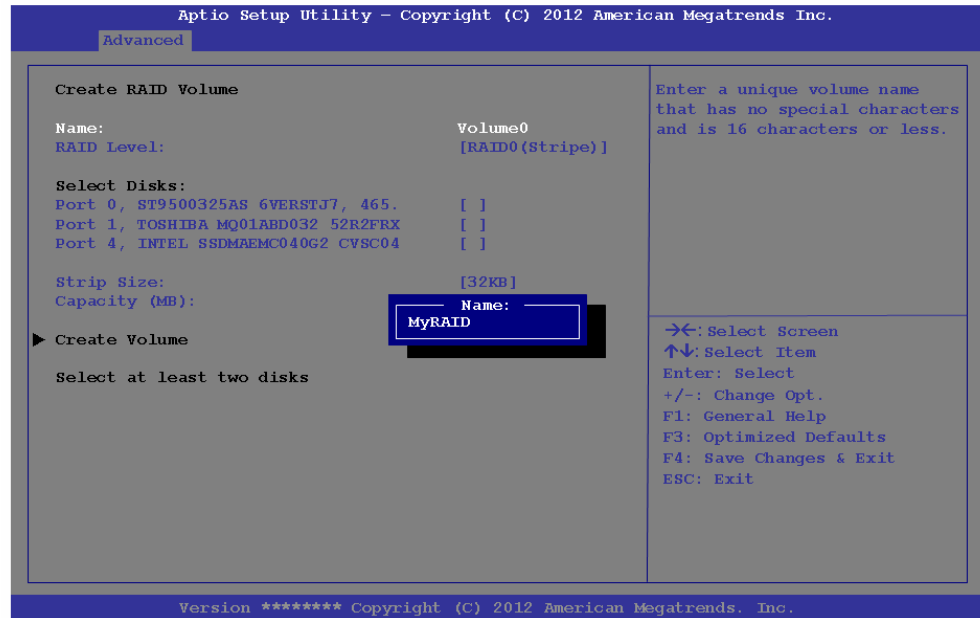 Aptio Setup Utility – Copyright (C) 2012 American Megatrends Inc.
Advanced
Create RAID Volume
Name: Volume0
RAID Level: [RAID0(Stripe)]
Select Disks:
Port 0, ST9500325AS 6VERSTJ7, 465. [ ]
Port 1, TOSHIBA MQ01ABD032 52R2FRX [ ]
Port 4, INTEL SSDMAEMC040G2 CVSC04 [ ]
Strip Size: [32KB]
Capacity (MB):
Name:
MyRAID
▶ Create Volume
Select at least two disks
Enter a unique volume name
that has no special characters
and is 16 characters or less.
→←: Select Screen
↑↓: Select Item
Enter: Select
+/-: Change Opt.
F1: General Help
F3: Optimized Defaults
F4: Save Changes & Exit
ESC: Exit
Version ******** Copyright (C) 2012 American Megatrends. Inc.